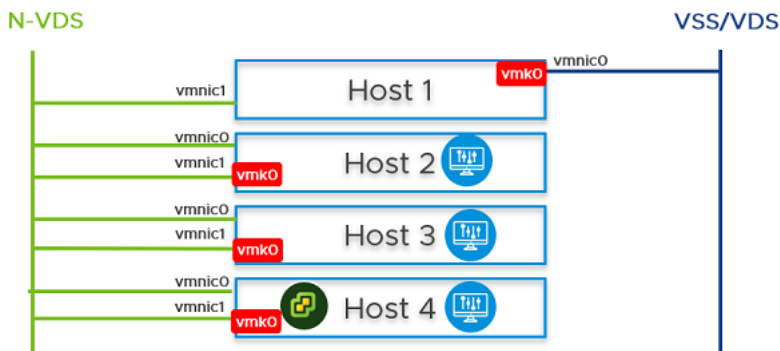 N-VDS
VSS/VDS
vmnic0
vmk0
vmnic1
Host 1
vmnic0
vmnic1
vmk0
Host 2
vmnic0
vmnic1
vmk0
Host 3
vmnic0
vmnic1
vmk0
Host 4